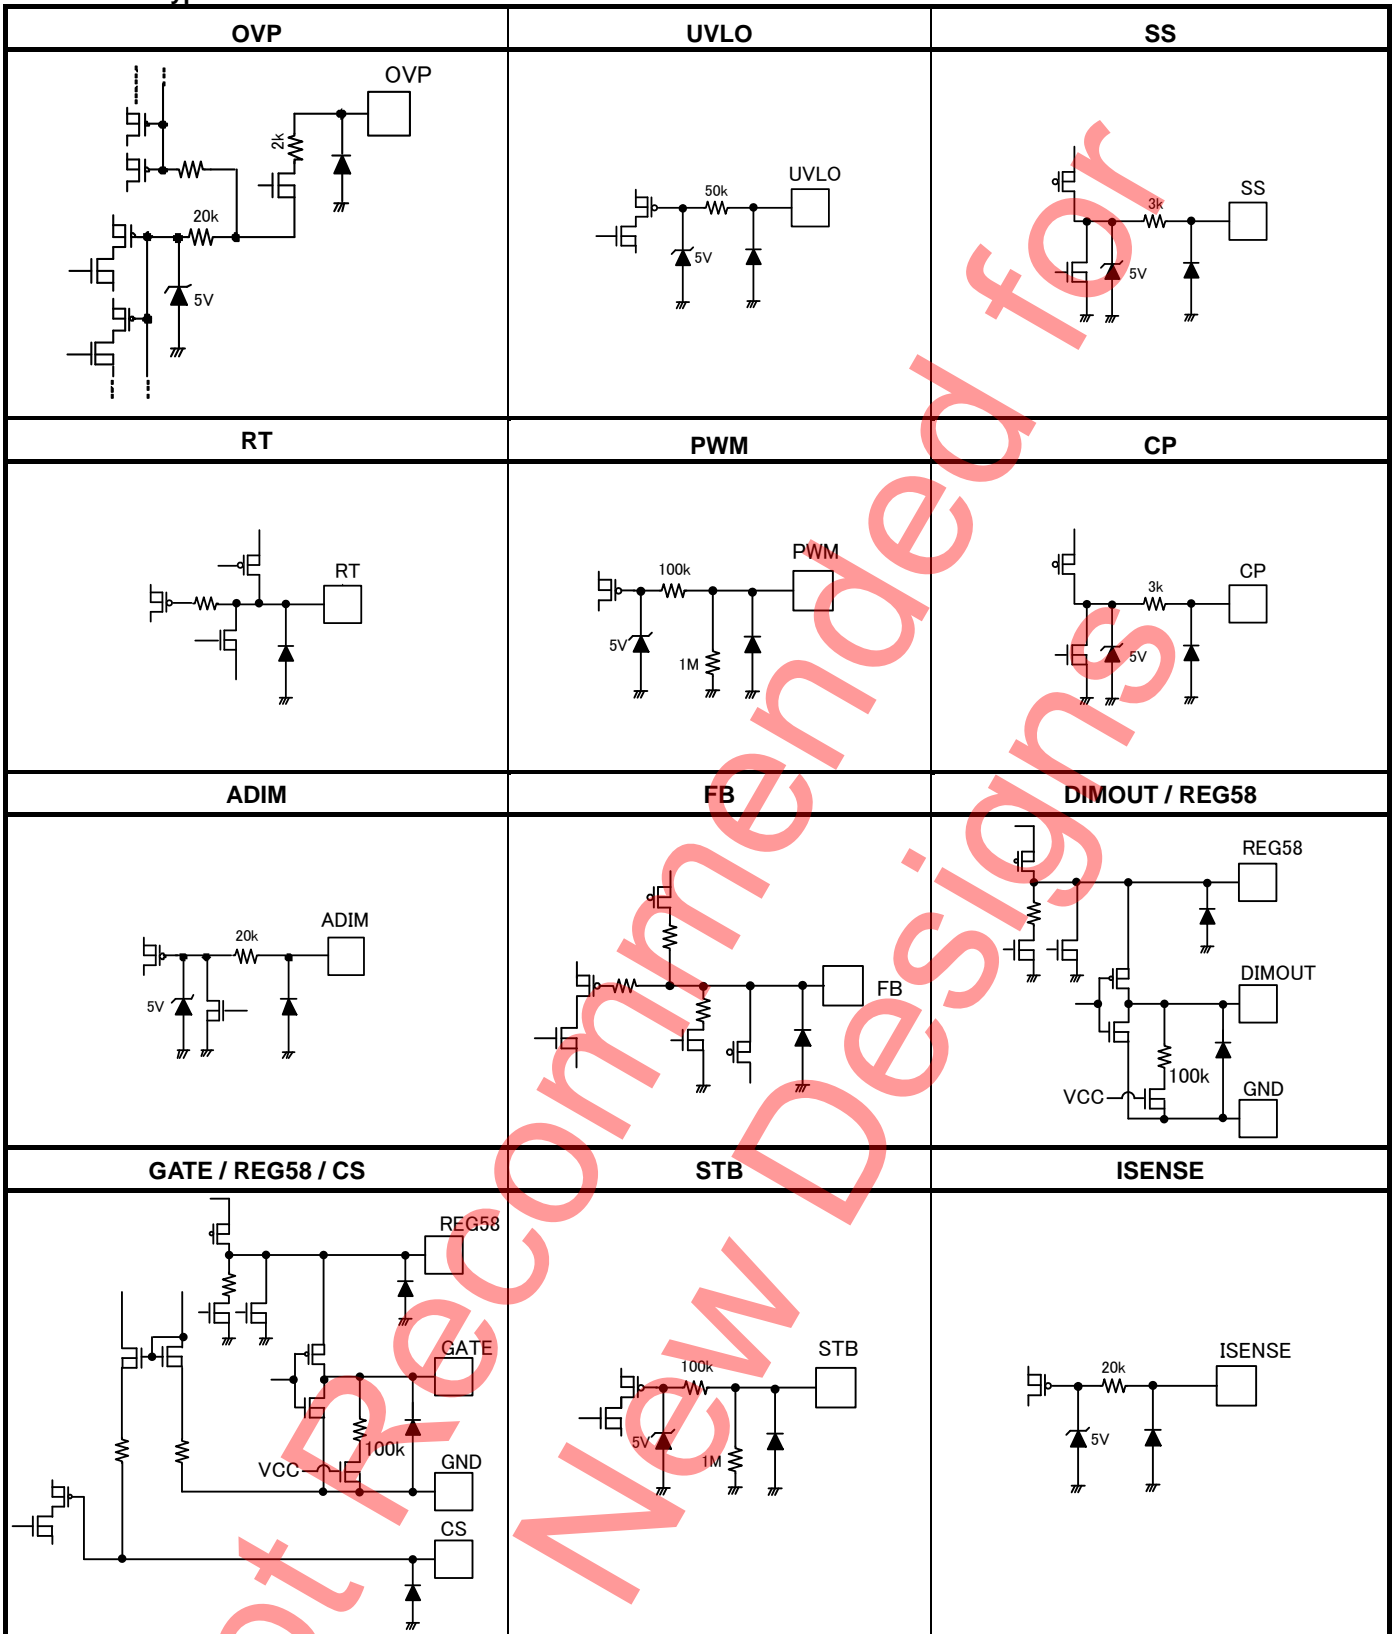 OVP UVLO SS
OVP
2k
20k
5V
UVLO
50k
5V
SS
3k
5V
RT PWM CP
RT
PWM
100k
5V
1M
CP
3k
5V
ADIM FB DIMOUT / REG58
ADIM
20k
5V
FB
REG58
DIMOUT
100k
VCC
GND
GATE / REG58 / CS STB ISENSE
REG58
GATE
100k
VCC
GND
CS
STB
100k
5V
1M
ISENSE
20k
5V
Recommended for
New Designs